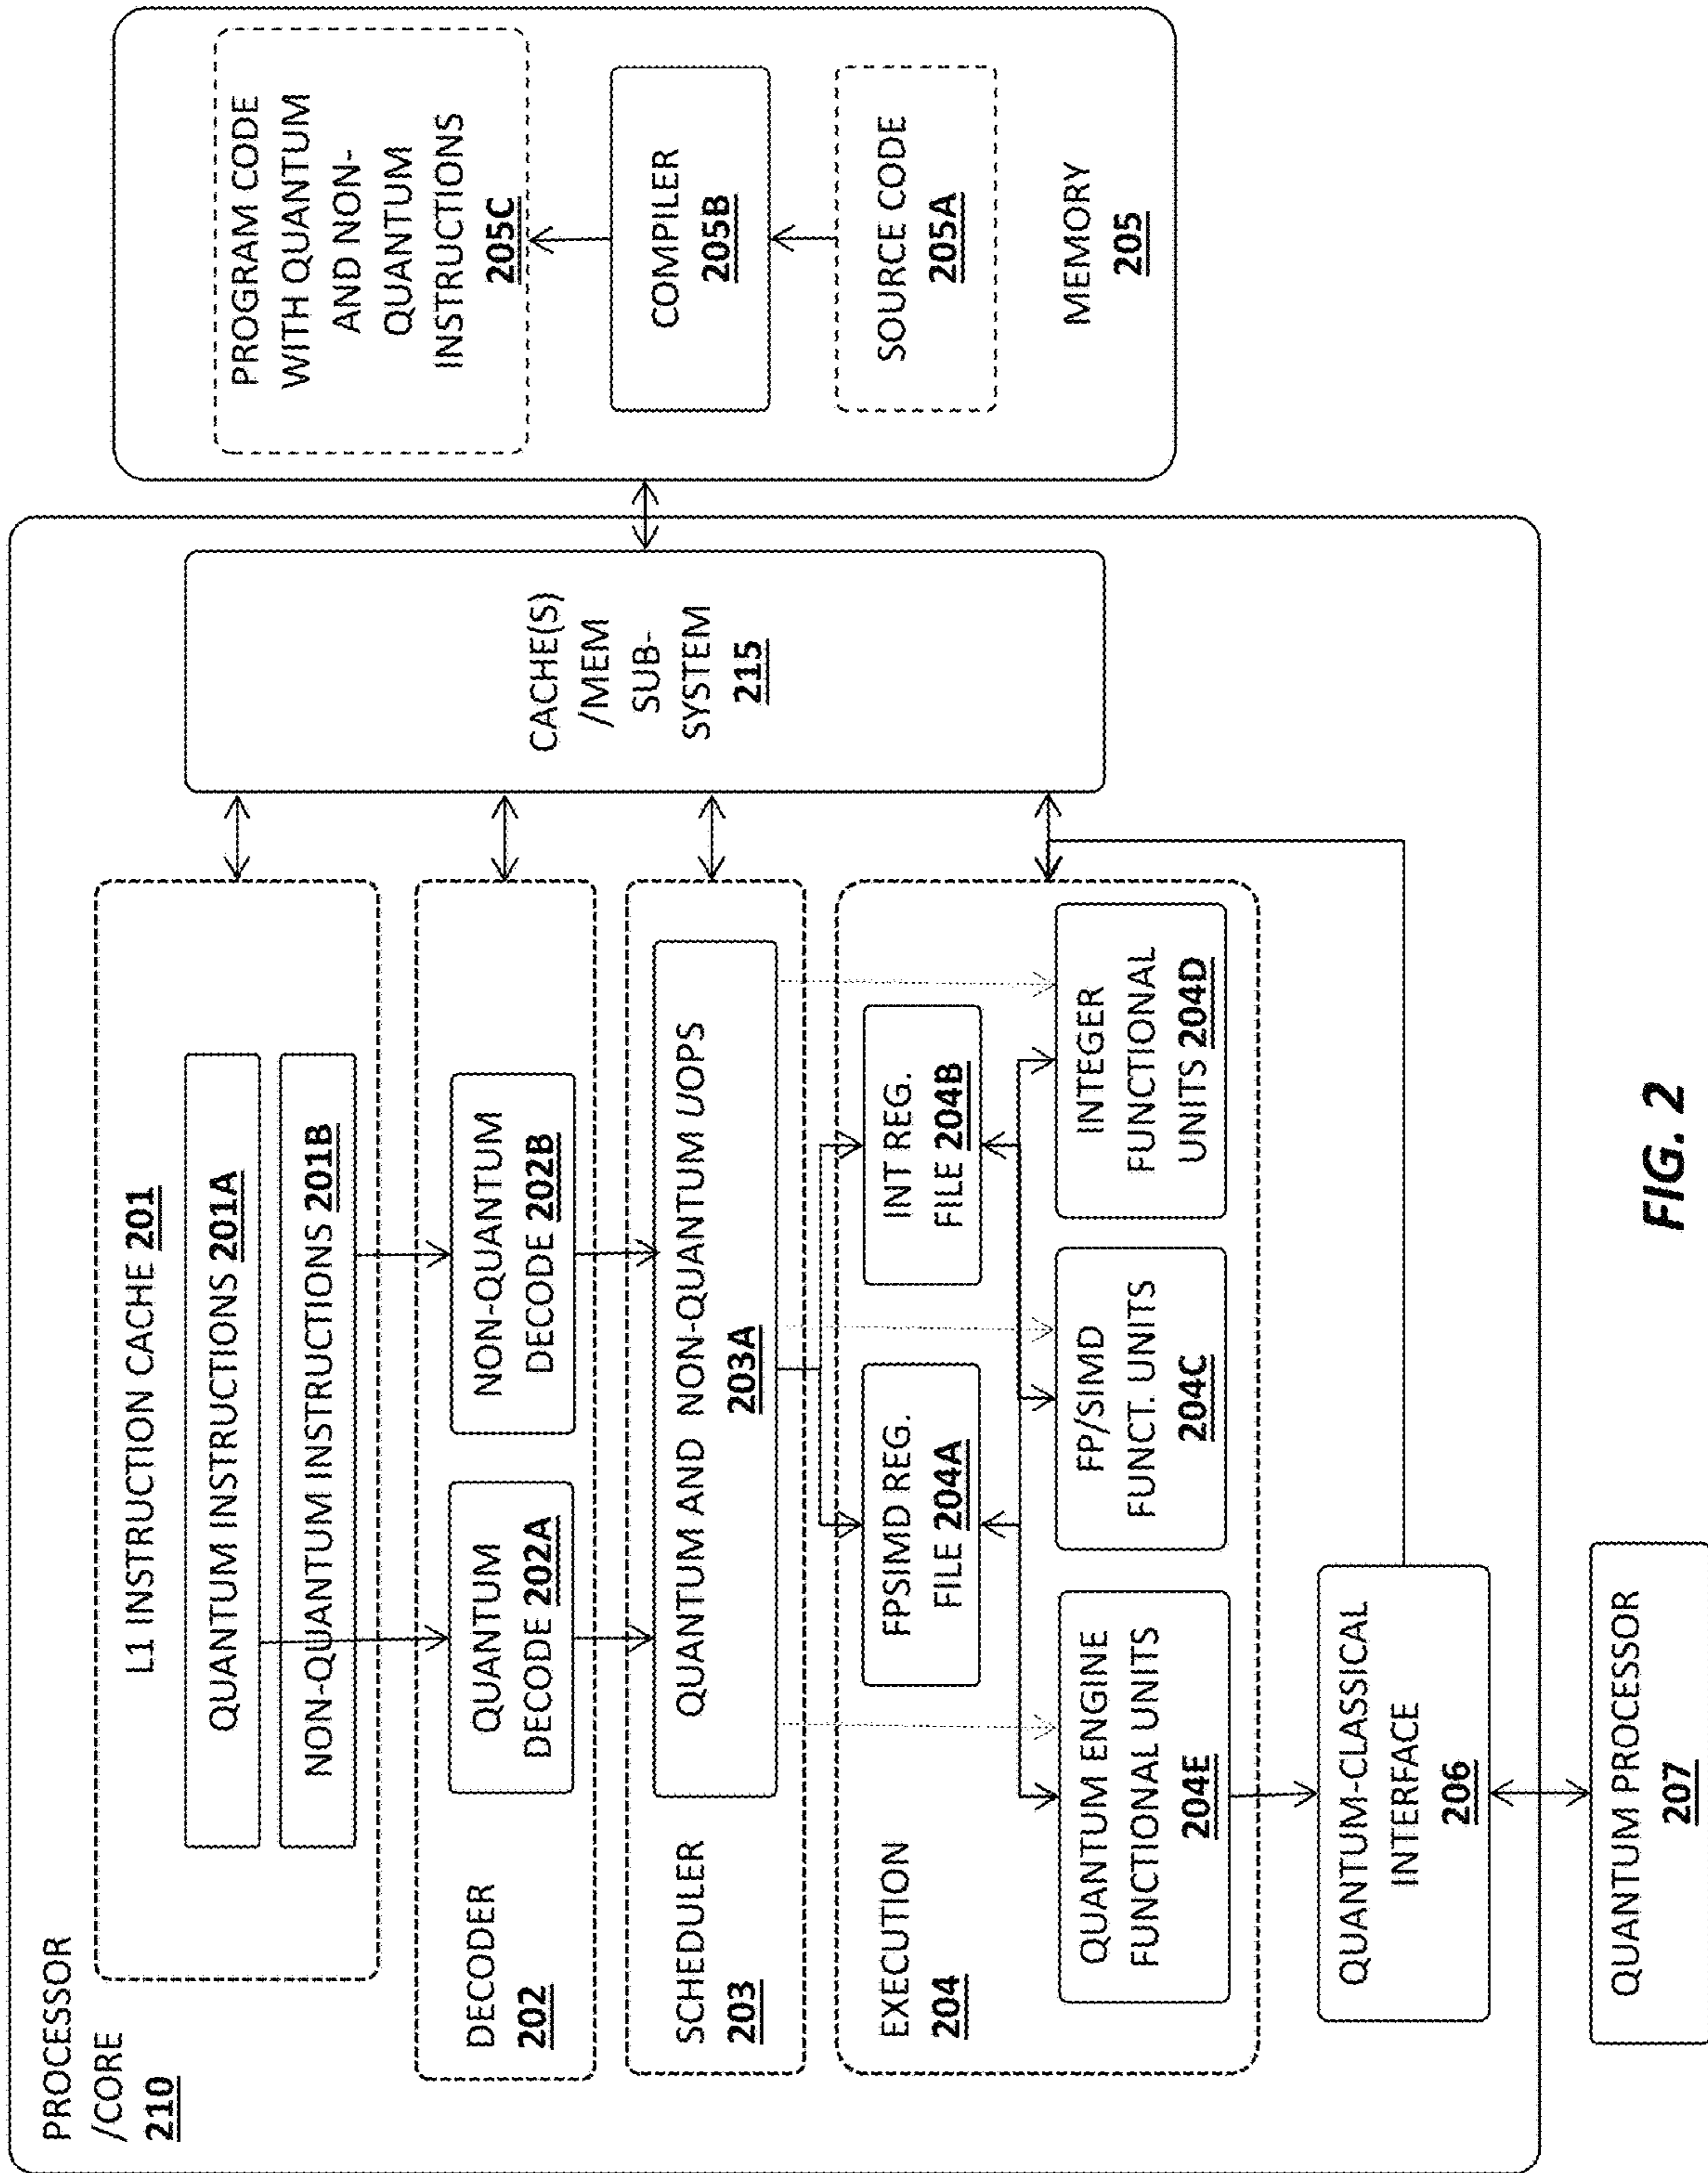 PROCESSOR
/CORE
210
L1 INSTRUCTION CACHE 201
QUANTUM INSTRUCTIONS 201A
NON-QUANTUM INSTRUCTIONS 201B
DECODER
202
QUANTUM
DECODE 202A
NON-QUANTUM
DECODE 202B
SCHEDULER
203
QUANTUM AND NON-QUANTUM UOPS
203A
EXECUTION
204
FPSIMD REG.
FILE 204A
INT REG.
FILE 204B
QUANTUM ENGINE
FUNCTIONAL UNITS
204E
FP/SIMD
FUNCT. UNITS
204C
INTEGER
FUNCTIONAL
UNITS 204D
QUANTUM-CLASSICAL
INTERFACE
206
QUANTUM PROCESSOR
207
CACHE(S)
/MEM
SUB-
SYSTEM
215
PROGRAM CODE
WITH QUANTUM
AND NON-
QUANTUM
INSTRUCTIONS
205C
COMPILER
205B
SOURCE CODE
205A
MEMORY
205
FIG. 2